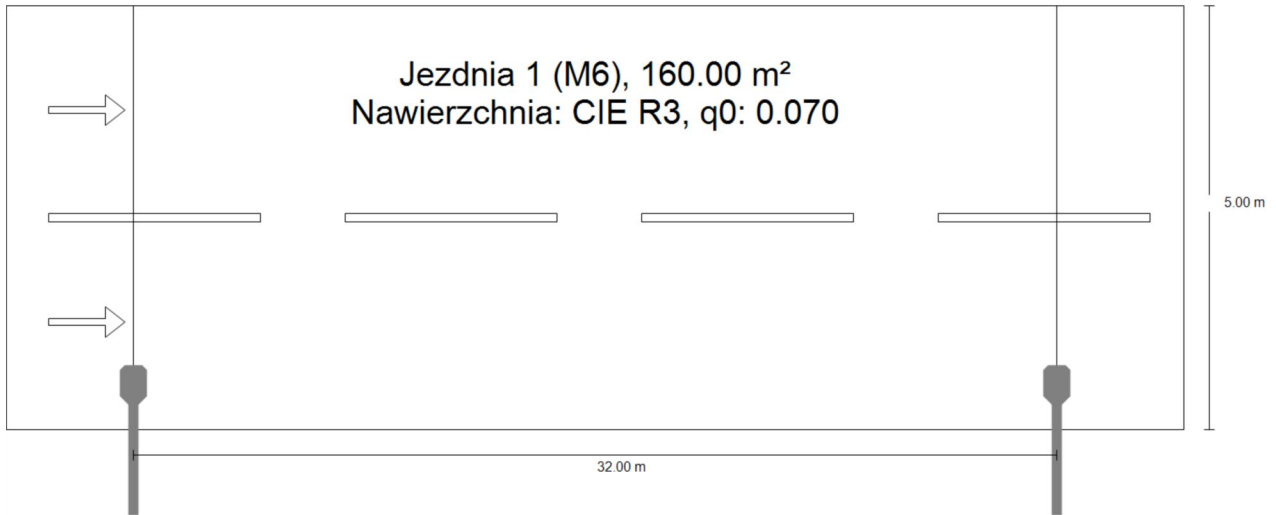 Jezdnia 1 (M6), 160.00 m²
Nawierzchnia: CIE R3, q0: 0.070
5.00 m
32.00 m